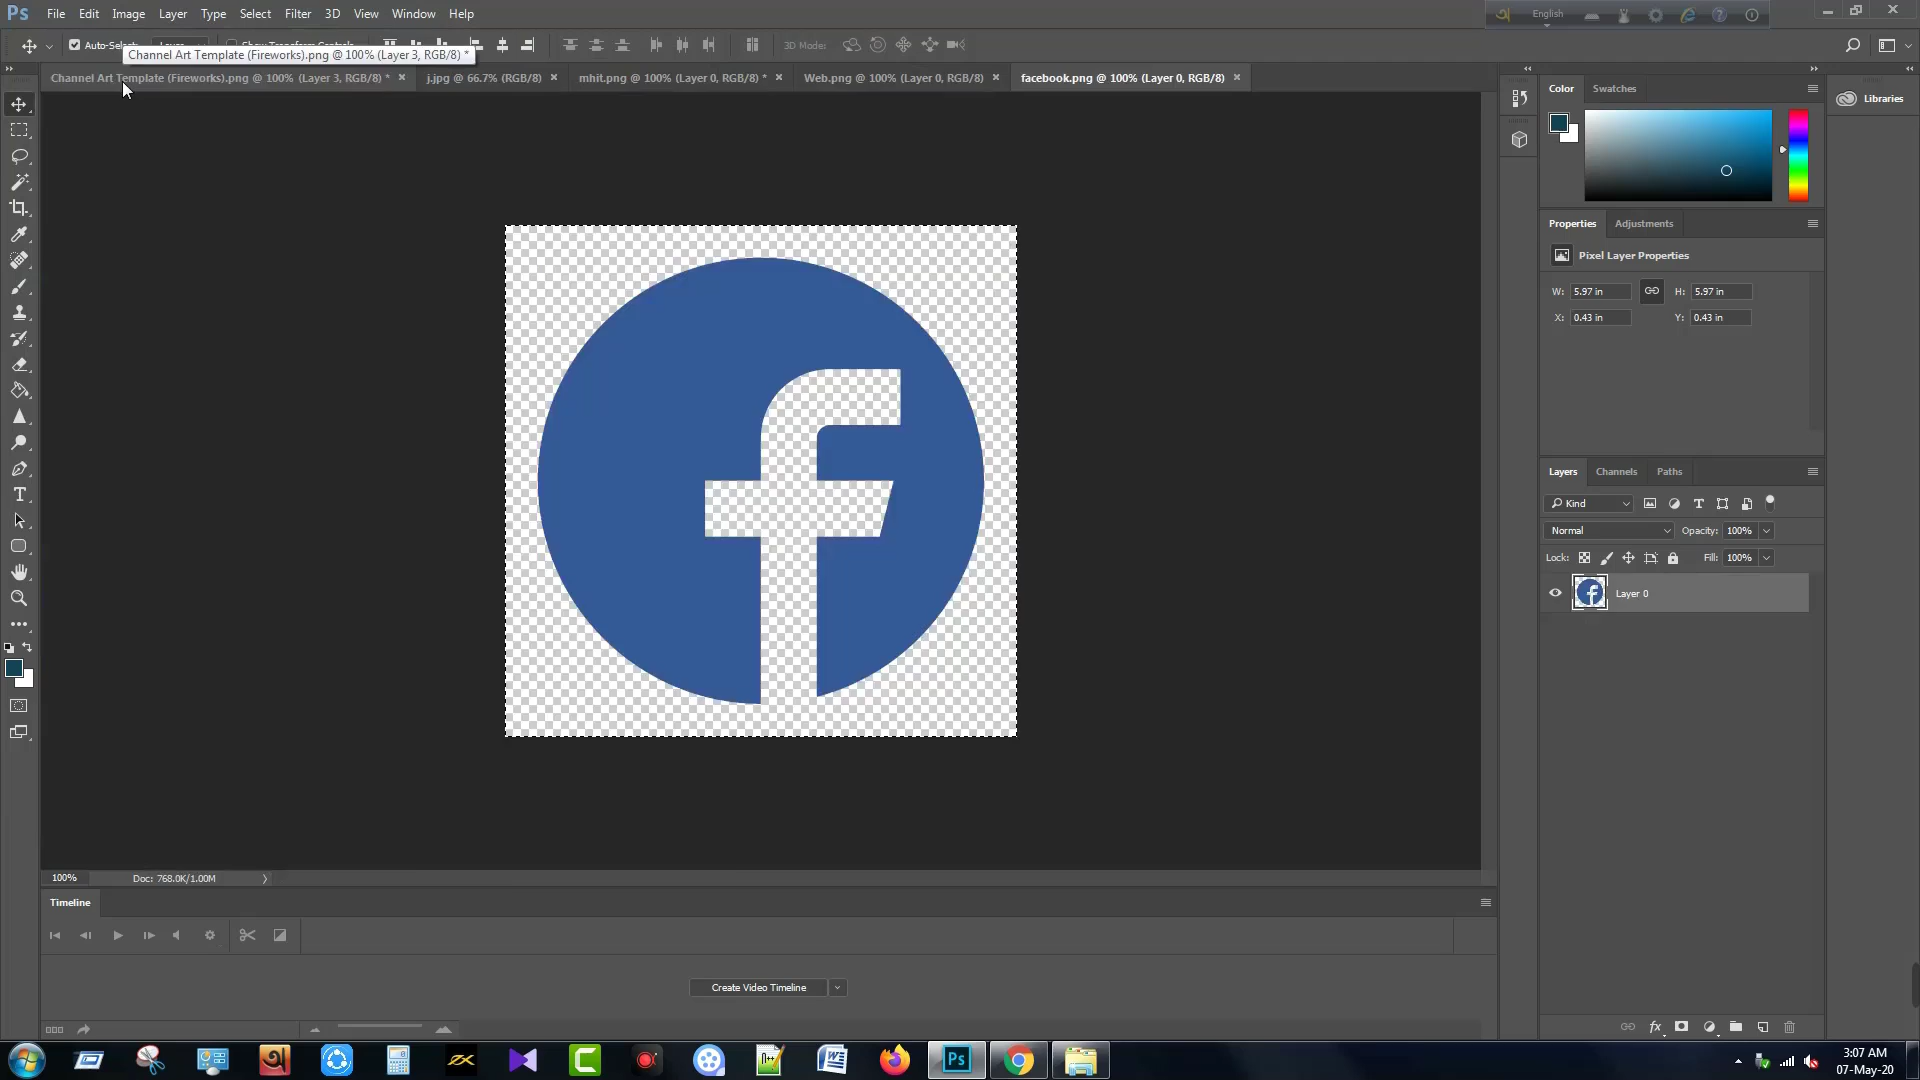 Ps File Edit Image Layer Type Select Filter 3D View Window Help
English
Auto-Select: 3D Mode:
Channel Art Template (Fireworks).png @ 100% (Layer 3, RGB/8) *
Channel Art Template (Fireworks).png @ 100% (Layer 3, RGB/8) * × j.jpg @ 66.7% (RGB/8) × mhit.png @ 100% (Layer 0, RGB/8) * × Web.png @ 100% (Layer 0, RGB/8) × facebook.png @ 100% (Layer 0, RGB/8) ×
Color Swatches
Libraries
Properties Adjustments
Pixel Layer Properties
W: 5.97 in H: 5.97 in
X: 0.43 in Y: 0.43 in
Layers Channels Paths
Kind
Normal Opacity: 100%
Lock: Fill: 100%
Layer 0
100% Doc: 768.0K/1.00M
Timeline
Create Video Timeline
fx
Ps
3:07 AM
07-May-20